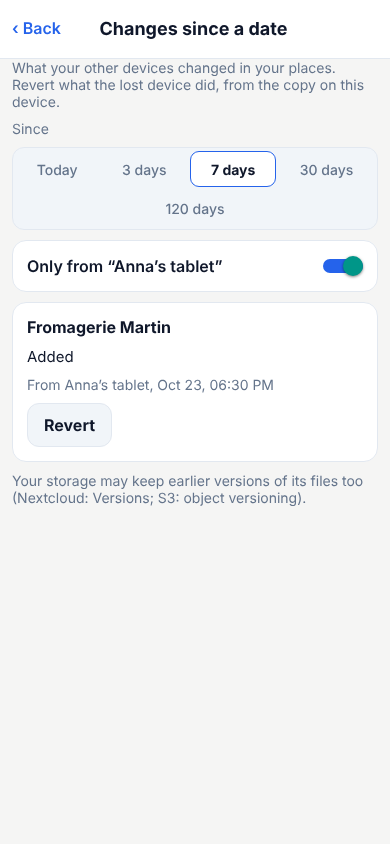 ‹ Back
Changes since a date
What your other devices changed in your places.
Revert what the lost device did, from the copy on this
device.
Since
Today
3 days
7 days
30 days
120 days
Only from “Anna’s tablet”
Fromagerie Martin
Added
From Anna’s tablet, Oct 23, 06:30 PM
Revert
Your storage may keep earlier versions of its files too
(Nextcloud: Versions; S3: object versioning).